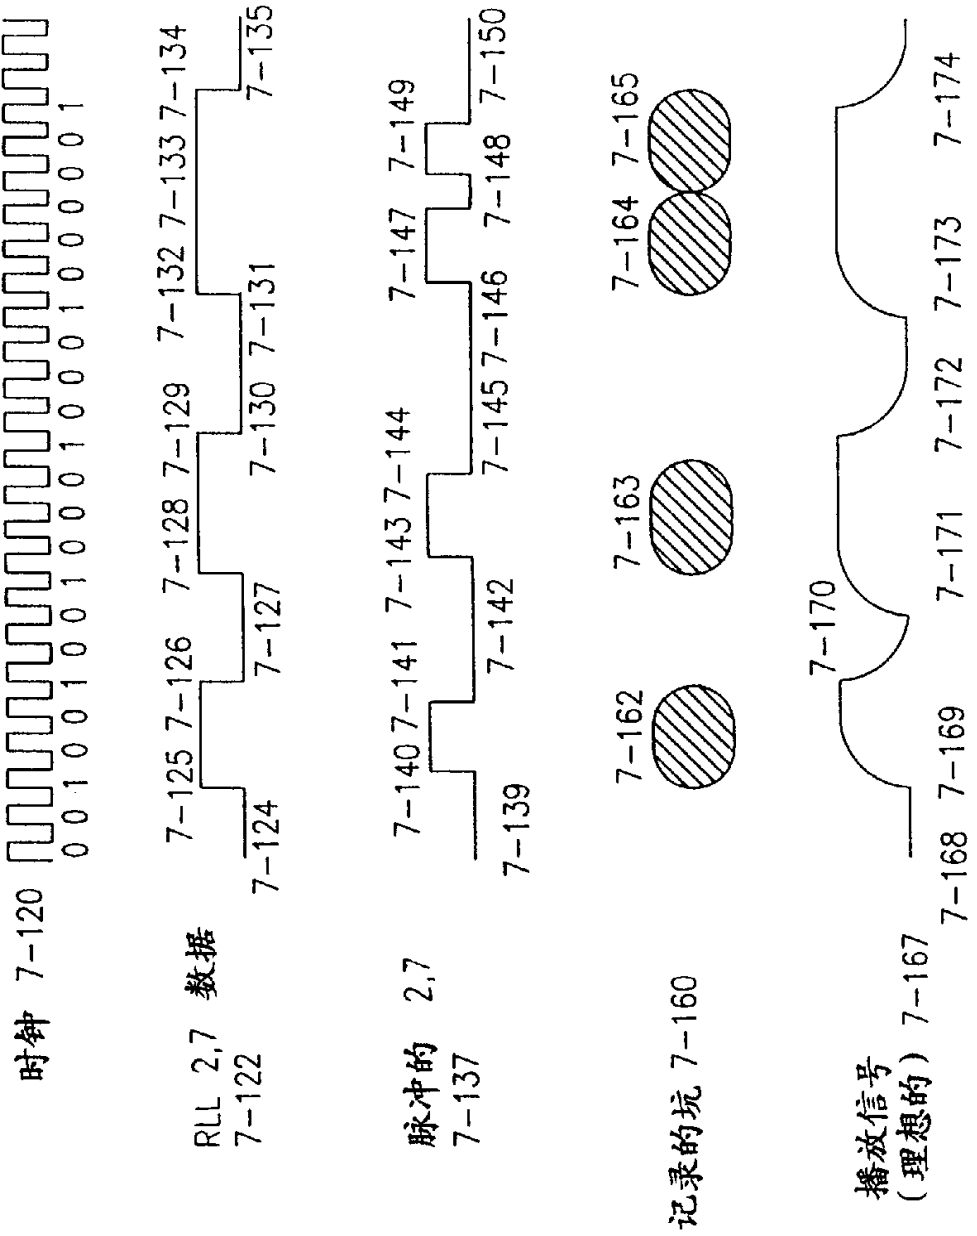 时钟 7-120
0 0 1 0 0 1 0 0 1 0 0 0 1 0 0 0 1 0 0 0 0 0 1
7-125 7-126 7-128 7-129 7-132 7-133 7-134
RLL 2,7 数据
7-122
7-124 7-127 7-130 7-131 7-135
7-140 7-141 7-143 7-144 7-147 7-149
脉冲的 2,7
7-137
7-139 7-142 7-145 7-146 7-148 7-150
7-162 7-163 7-164 7-165
记录的坑 7-160
7-170
播放信号
(理想的) 7-167
7-168 7-169 7-171 7-172 7-173 7-174